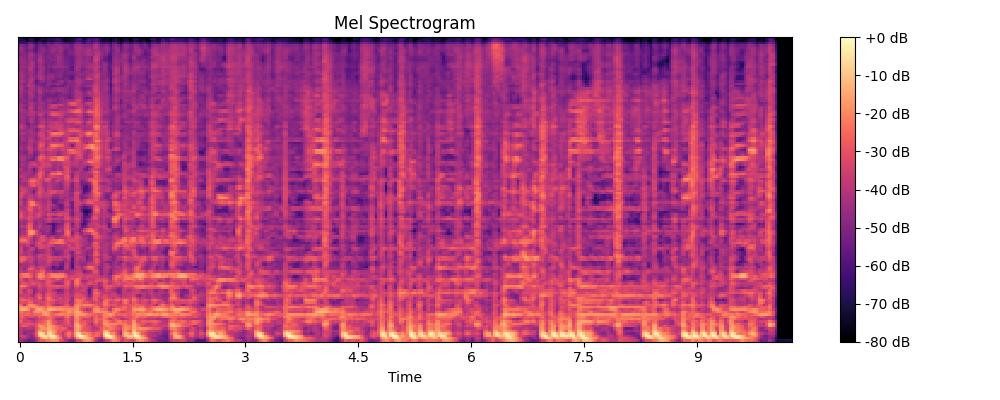 Mel Spectrogram
+0 dB
-10 dB
-20 dB
-30 dB
-40 dB
-50 dB
-60 dB
-70 dB
-80 dB
0 1.5 3 4.5 6 7.5 9
Time